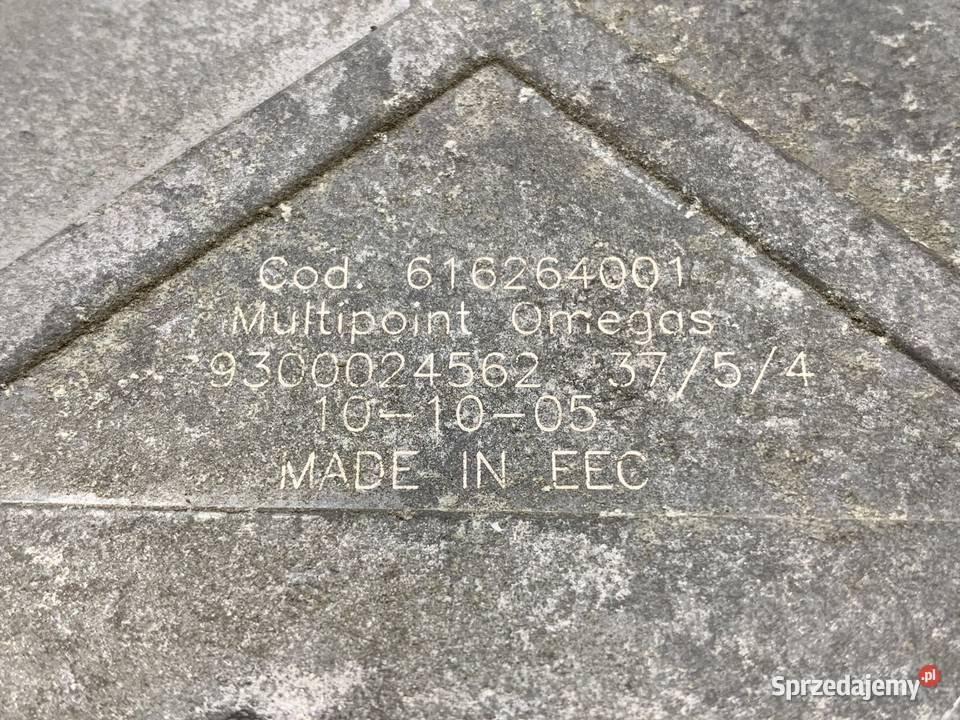 Cod. 616264001
Multipoint Omegas
9300024562 37/5/4
10-10-05
MADE IN EEC
Sprzedajemy.pl